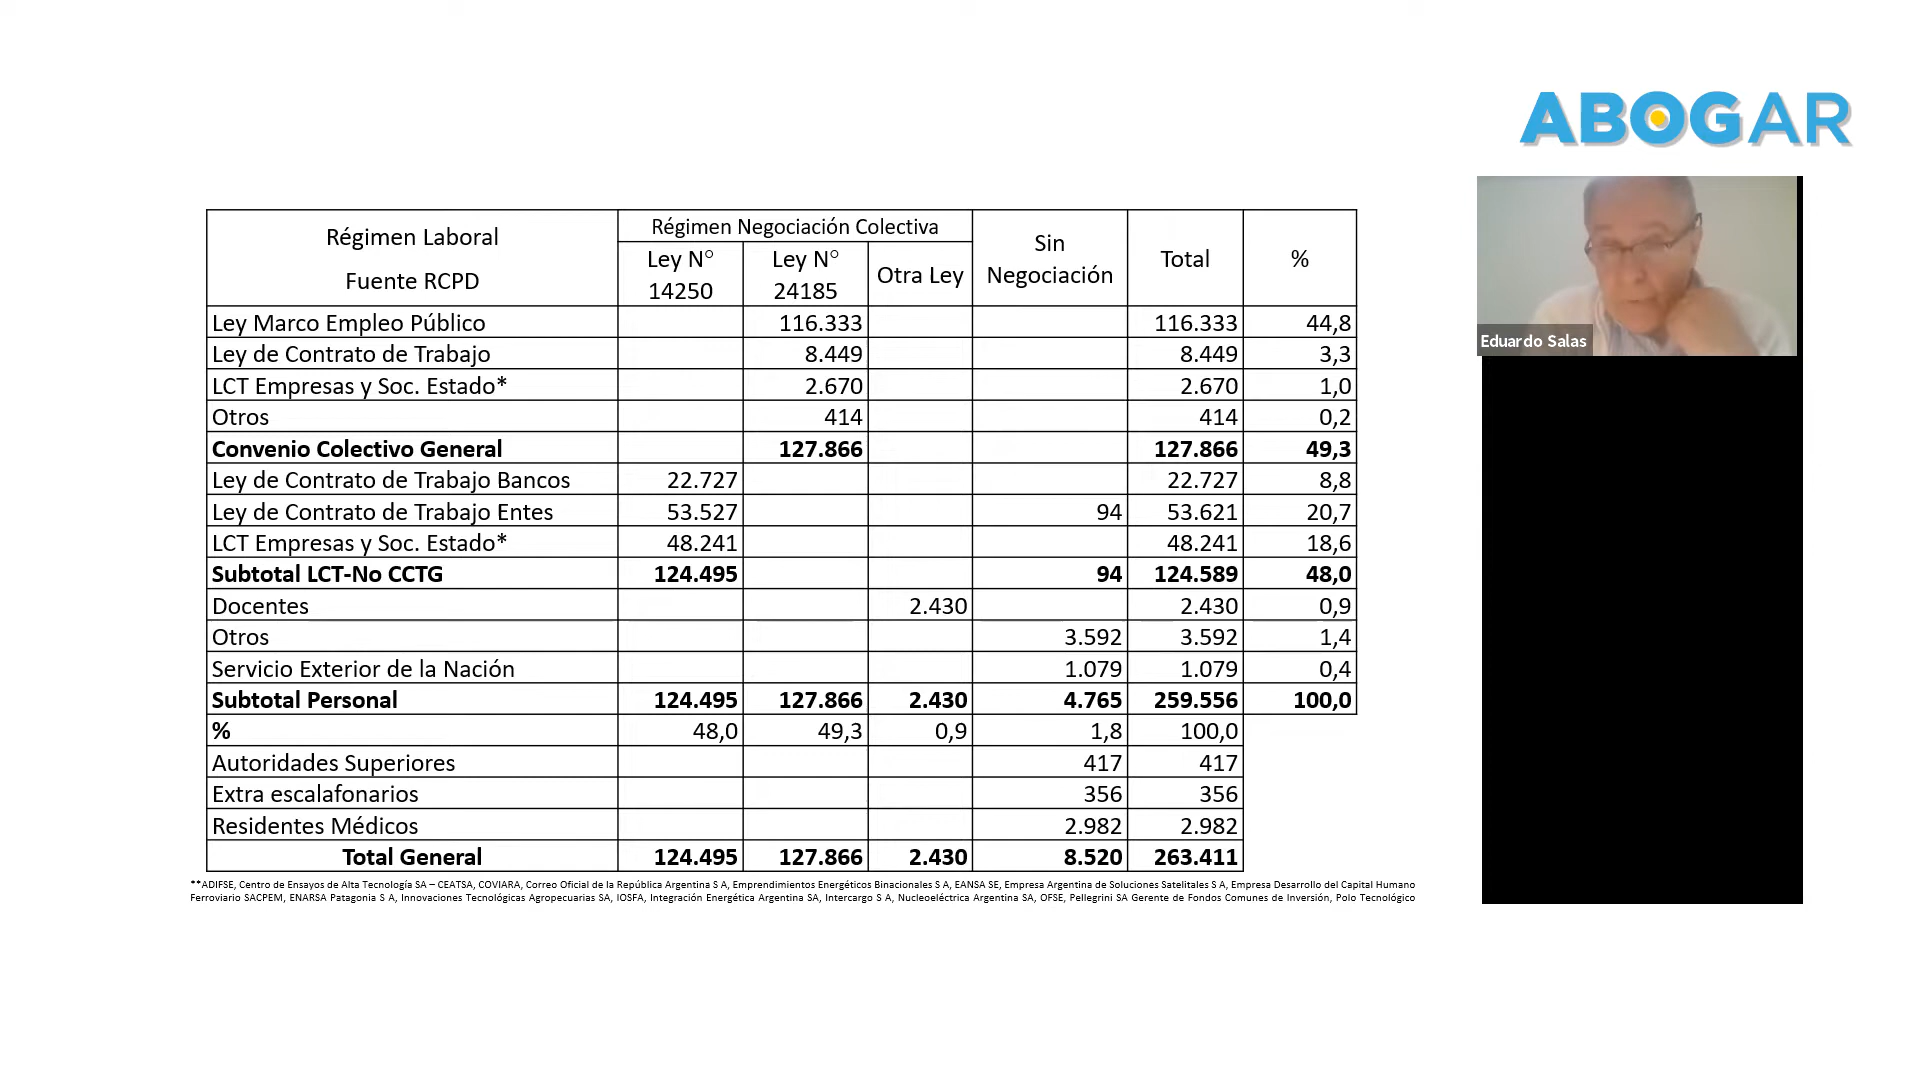 ABOGAR
Régimen Laboral
Fuente RCPD
Régimen Negociación Colectiva
Ley N° 14250
Ley N° 24185
Otra Ley
Sin Negociación
Total
%
Ley Marco Empleo Público 116.333 116.333 44,8
Ley de Contrato de Trabajo 8.449 8.449 3,3
LCT Empresas y Soc. Estado* 2.670 2.670 1,0
Otros 414 414 0,2
Convenio Colectivo General 127.866 127.866 49,3
Ley de Contrato de Trabajo Bancos 22.727 22.727 8,8
Ley de Contrato de Trabajo Entes 53.527 94 53.621 20,7
LCT Empresas y Soc. Estado* 48.241 48.241 18,6
Subtotal LCT-No CCTG 124.495 94 124.589 48,0
Docentes 2.430 2.430 0,9
Otros 3.592 3.592 1,4
Servicio Exterior de la Nación 1.079 1.079 0,4
Subtotal Personal 124.495 127.866 2.430 4.765 259.556 100,0
% 48,0 49,3 0,9 1,8 100,0
Autoridades Superiores 417 417
Extra escalafonarios 356 356
Residentes Médicos 2.982 2.982
Total General 124.495 127.866 2.430 8.520 263.411
**ADIFSE, Centro de Ensayos de Alta Tecnología SA – CEATSA, COVIARA, Correo Oficial de la República Argentina S A, Emprendimientos Energéticos Binacionales S A, EANSA SE, Empresa Argentina de Soluciones Satelitales S A, Empresa Desarrollo del Capital Humano
Ferroviario SACPEM, ENARSA Patagonia S A, Innovaciones Tecnológicas Agropecuarias SA, IOSFA, Integración Energética Argentina SA, Intercargo S A, Nucleoeléctrica Argentina SA, OFSE, Pellegrini SA Gerente de Fondos Comunes de Inversión, Polo Tecnológico
Eduardo Salas